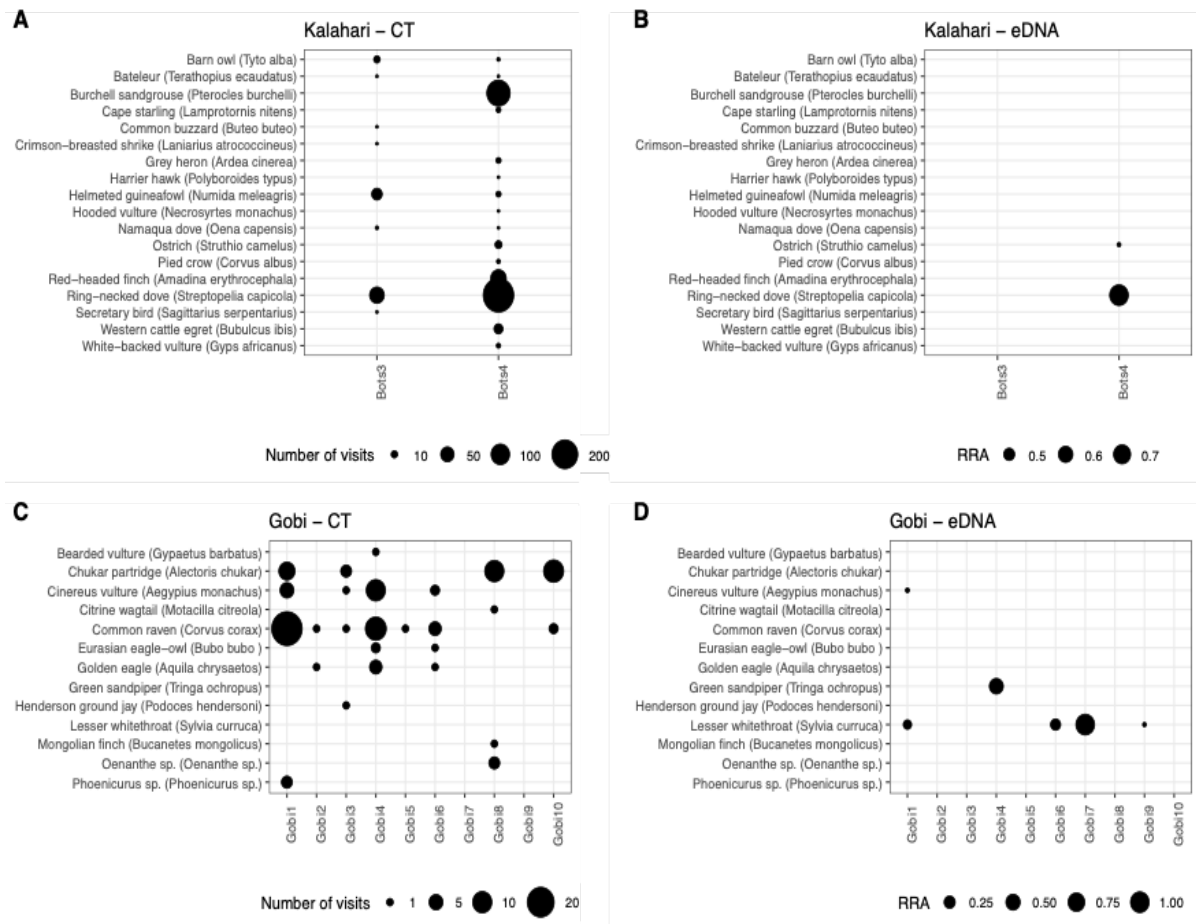 A
Kalahari – CT
Barn owl (Tyto alba)
Bateleur (Terathopius ecaudatus)
Burchell sandgrouse (Pterocles burchelli)
Cape starling (Lamprotornis nitens)
Common buzzard (Buteo buteo)
Crimson–breasted shrike (Laniarius atrococcineus)
Grey heron (Ardea cinerea)
Harrier hawk (Polyboroides typus)
Helmeted guineafowl (Numida meleagris)
Hooded vulture (Necrosyrtes monachus)
Namaqua dove (Oena capensis)
Ostrich (Struthio camelus)
Pied crow (Corvus albus)
Red–headed finch (Amadina erythrocephala)
Ring–necked dove (Streptopelia capicola)
Secretary bird (Sagittarius serpentarius)
Western cattle egret (Bubulcus ibis)
White–backed vulture (Gyps africanus)
Bots3
Bots4
Number of visits 10 50 100 200
B
Kalahari – eDNA
Barn owl (Tyto alba)
Bateleur (Terathopius ecaudatus)
Burchell sandgrouse (Pterocles burchelli)
Cape starling (Lamprotornis nitens)
Common buzzard (Buteo buteo)
Crimson–breasted shrike (Laniarius atrococcineus)
Grey heron (Ardea cinerea)
Harrier hawk (Polyboroides typus)
Helmeted guineafowl (Numida meleagris)
Hooded vulture (Necrosyrtes monachus)
Namaqua dove (Oena capensis)
Ostrich (Struthio camelus)
Pied crow (Corvus albus)
Red–headed finch (Amadina erythrocephala)
Ring–necked dove (Streptopelia capicola)
Secretary bird (Sagittarius serpentarius)
Western cattle egret (Bubulcus ibis)
White–backed vulture (Gyps africanus)
Bots3
Bots4
RRA 0.5 0.6 0.7
C
Gobi – CT
Bearded vulture (Gypaetus barbatus)
Chukar partridge (Alectoris chukar)
Cinereus vulture (Aegypius monachus)
Citrine wagtail (Motacilla citreola)
Common raven (Corvus corax)
Eurasian eagle–owl (Bubo bubo )
Golden eagle (Aquila chrysaetos)
Green sandpiper (Tringa ochropus)
Henderson ground jay (Podoces hendersoni)
Lesser whitethroat (Sylvia curruca)
Mongolian finch (Bucanetes mongolicus)
Oenanthe sp. (Oenanthe sp.)
Phoenicurus sp. (Phoenicurus sp.)
Gobi1
Gobi2
Gobi3
Gobi4
Gobi5
Gobi6
Gobi7
Gobi8
Gobi9
Gobi10
Number of visits 1 5 10 20
D
Gobi – eDNA
Bearded vulture (Gypaetus barbatus)
Chukar partridge (Alectoris chukar)
Cinereus vulture (Aegypius monachus)
Citrine wagtail (Motacilla citreola)
Common raven (Corvus corax)
Eurasian eagle–owl (Bubo bubo )
Golden eagle (Aquila chrysaetos)
Green sandpiper (Tringa ochropus)
Henderson ground jay (Podoces hendersoni)
Lesser whitethroat (Sylvia curruca)
Mongolian finch (Bucanetes mongolicus)
Oenanthe sp. (Oenanthe sp.)
Phoenicurus sp. (Phoenicurus sp.)
Gobi1
Gobi2
Gobi3
Gobi4
Gobi5
Gobi6
Gobi7
Gobi8
Gobi9
Gobi10
RRA 0.25 0.50 0.75 1.00